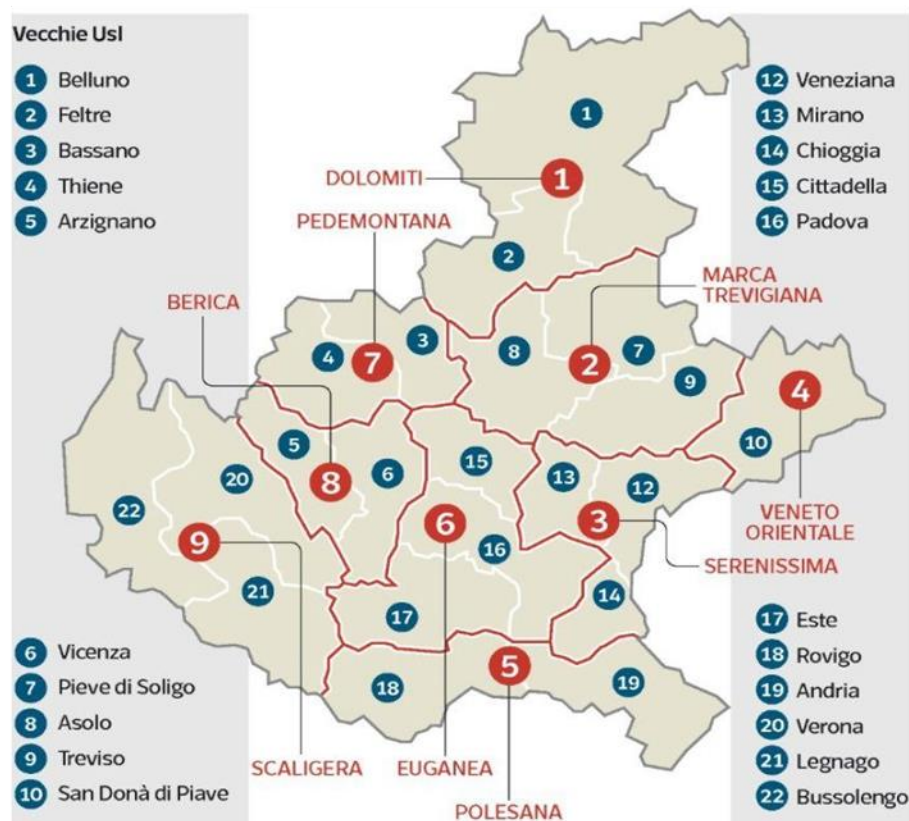 Vecchie Usl
1 Belluno
2 Feltre
3 Bassano
4 Thiene
5 Arzignano
12 Veneziana
13 Mirano
14 Chioggia
15 Cittadella
16 Padova
1
DOLOMITI
1
PEDEMONTANA
2
MARCA
TREVIGIANA
BERICA
3
4
7
8
2
7
9
4
5
15
10
20
8
6
13
12
22
6
3
VENETO
ORIENTALE
9
16
SERENISSIMA
21
14
17
5
18
19
6 Vicenza
7 Pieve di Soligo
8 Asolo
9 Treviso
10 San Donà di Piave
SCALIGERA
EUGANEA
POLESANA
17 Este
18 Rovigo
19 Andria
20 Verona
21 Legnago
22 Bussolengo